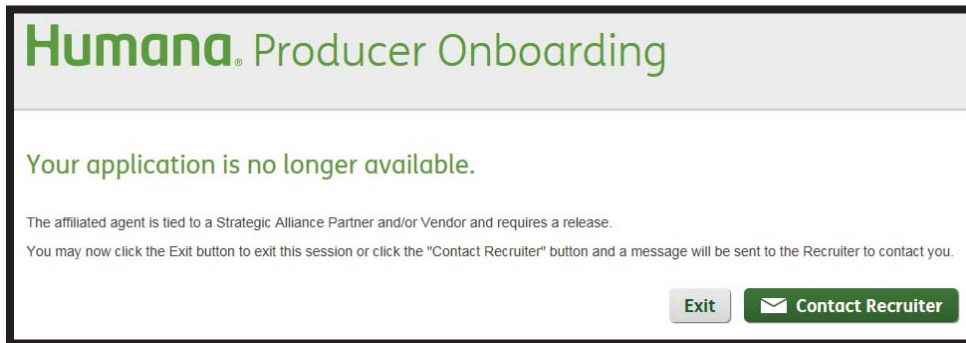 Humana® Producer Onboarding
Your application is no longer available.
The affiliated agent is tied to a Strategic Alliance Partner and/or Vendor and requires a release.
You may now click the Exit button to exit this session or click the "Contact Recruiter" button and a message will be sent to the Recruiter to contact you.
Exit Contact Recruiter